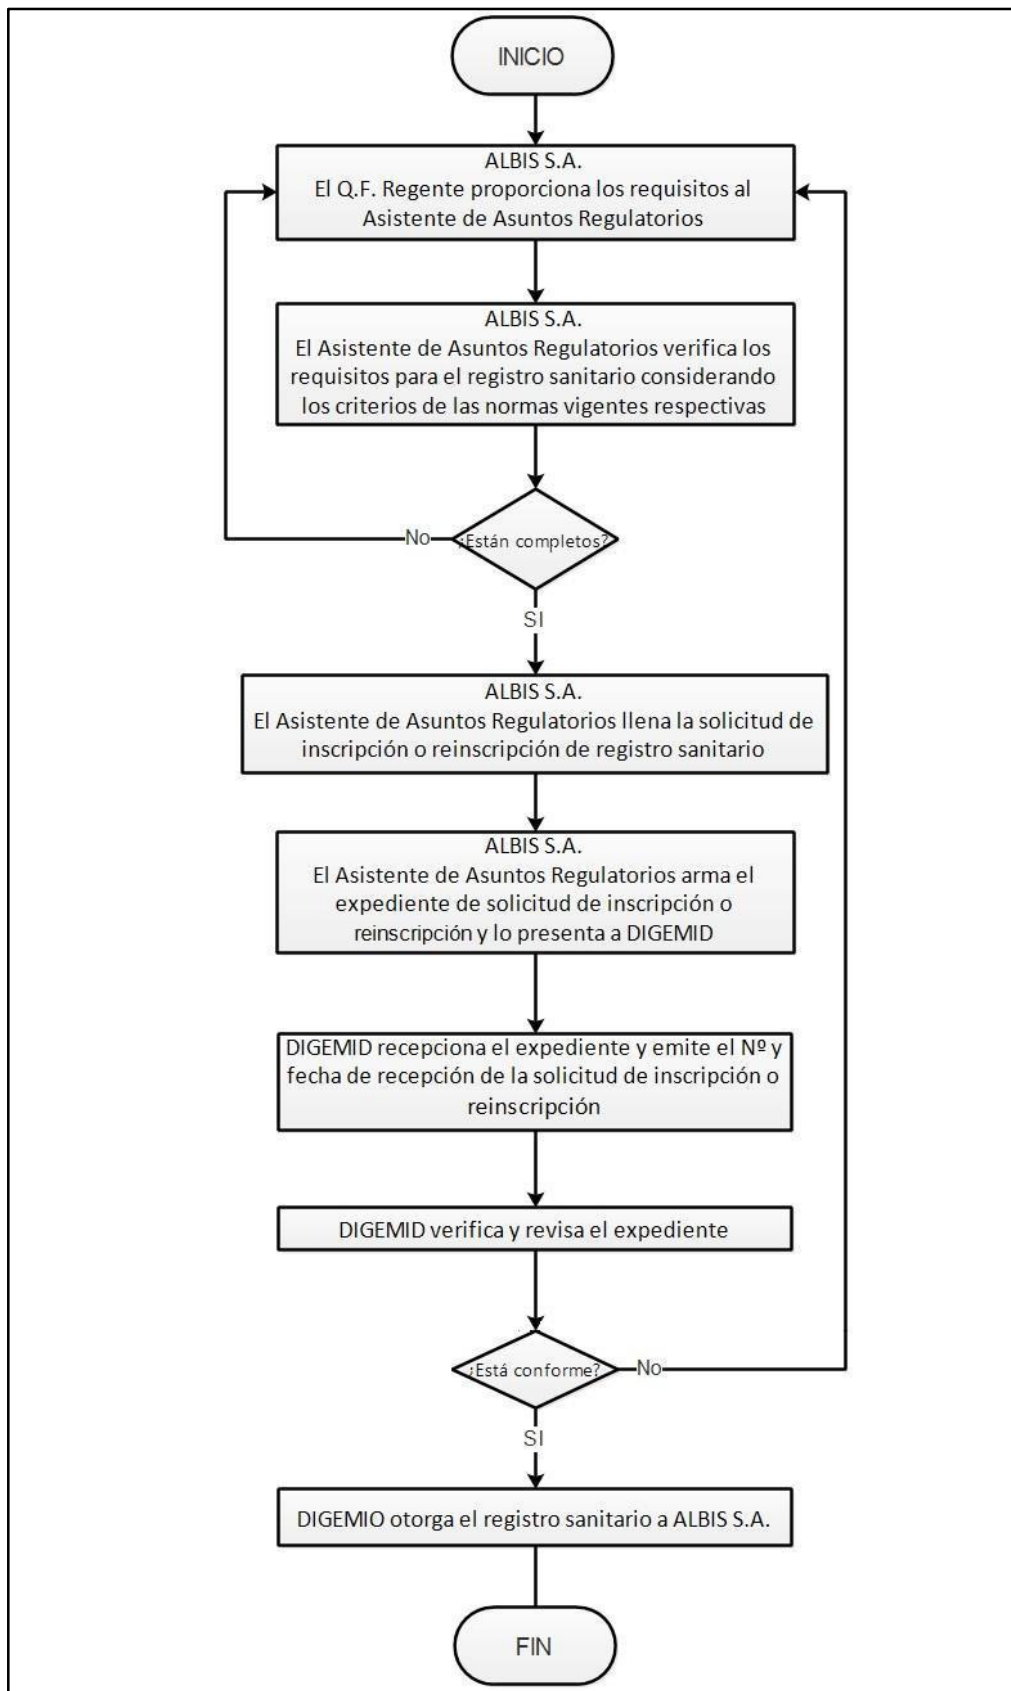 INICIO
ALBIS S.A.
El Q.F. Regente proporciona los requisitos al
Asistente de Asuntos Regulatorios
ALBIS S.A.
El Asistente de Asuntos Regulatorios verifica los
requisitos para el registro sanitario considerando
los criterios de las normas vigentes respectivas
No
¿Están completos?
SI
ALBIS S.A.
El Asistente de Asuntos Regulatorios llena la solicitud de
inscripción o reinscripción de registro sanitario
ALBIS S.A.
El Asistente de Asuntos Regulatorios arma el
expediente de solicitud de inscripción o
reinscripción y lo presenta a DIGEMID
DIGEMID recepciona el expediente y emite el Nº y
fecha de recepción de la solicitud de inscripción o
reinscripción
DIGEMID verifica y revisa el expediente
¿Está conforme?
No
SI
DIGEMIO otorga el registro sanitario a ALBIS S.A.
FIN